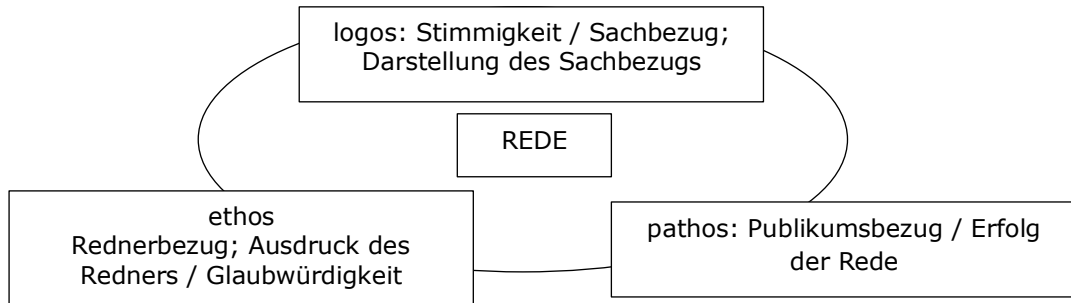 logos: Stimmigkeit / Sachbezug;
Darstellung des Sachbezugs
REDE
ethos
Rednerbezug; Ausdruck des
Redners / Glaubwürdigkeit
pathos: Publikumsbezug / Erfolg
der Rede